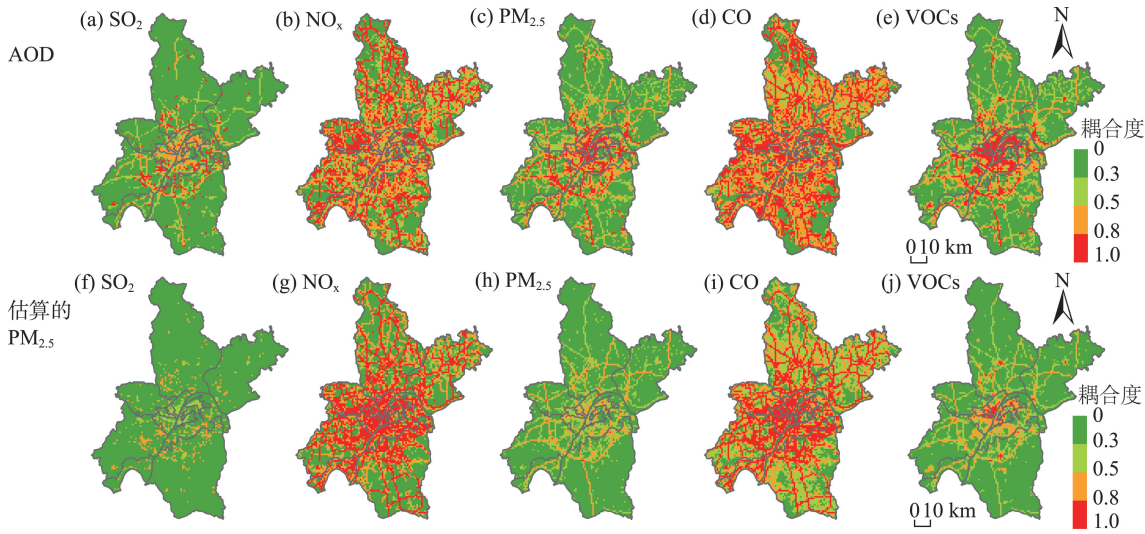 (a) SO₂ (b) NOₓ (c) PM₂.₅ (d) CO (e) VOCs N
AOD
耦合度
0
0.3
0.5
0.8
1.0
0 10 km
(f) SO₂ (g) NOₓ (h) PM₂.₅ (i) CO (j) VOCs N
估算的
PM₂.₅
耦合度
0
0.3
0.5
0.8
1.0
0 10 km